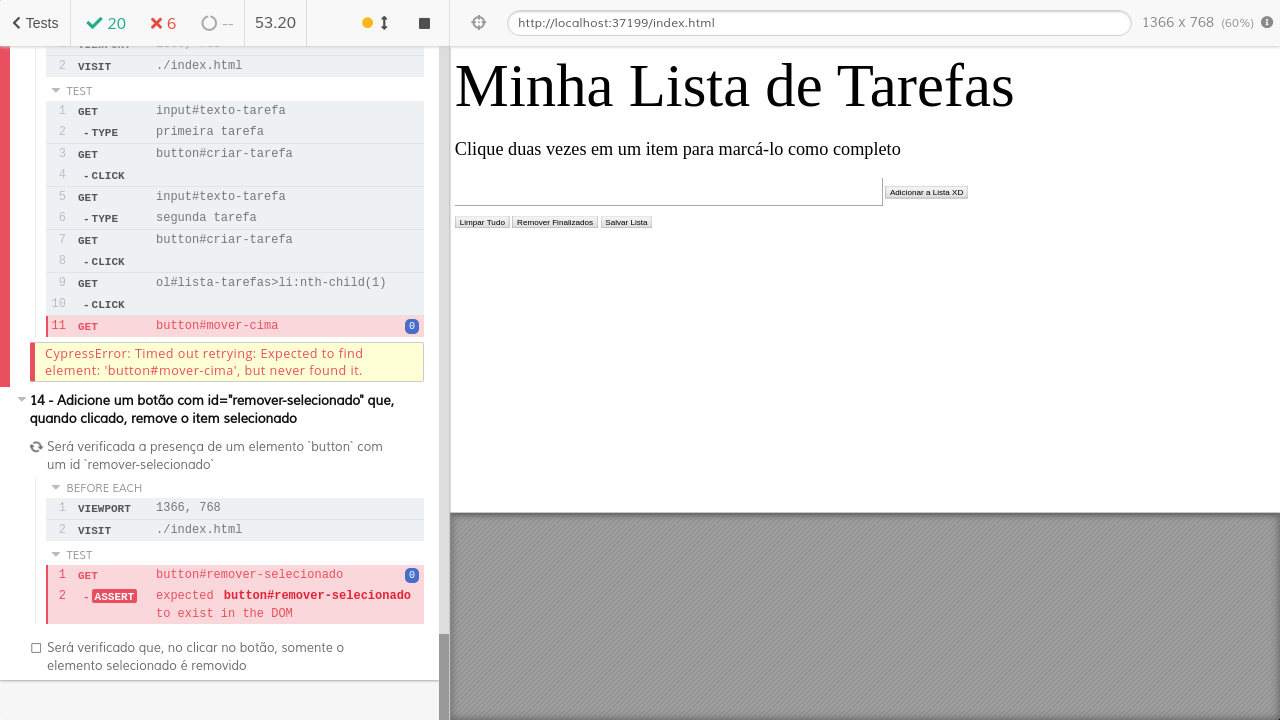 Tests
20
6
--
53.20
http://localhost:37199/index.html
1366 x 768 (60%)
2 VISIT ./index.html
TEST
1 GET input#texto-tarefa
2 - TYPE primeira tarefa
3 GET button#criar-tarefa
4 - CLICK
5 GET input#texto-tarefa
6 - TYPE segunda tarefa
7 GET button#criar-tarefa
8 - CLICK
9 GET ol#lista-tarefas>li:nth-child(1)
10 - CLICK
11 GET button#mover-cima 0
CypressError: Timed out retrying: Expected to find
element: 'button#mover-cima', but never found it.
14 - Adicione um botão com id="remover-selecionado" que,
quando clicado, remove o item selecionado
Será verificada a presença de um elemento `button` com
um id `remover-selecionado`
BEFORE EACH
1 VIEWPORT 1366, 768
2 VISIT ./index.html
TEST
1 GET button#remover-selecionado 0
2 - ASSERT expected button#remover-selecionado
to exist in the DOM
Será verificado que, no clicar no botão, somente o
elemento selecionado é removido
Minha Lista de Tarefas
Clique duas vezes em um item para marcá-lo como completo
Adicionar a Lista XD
Limpar Tudo Remover Finalizados Salvar Lista